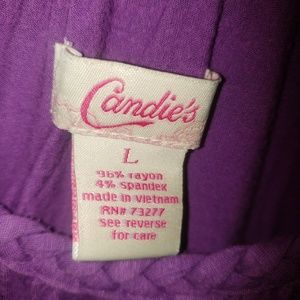 Candie's
L
96% rayon
4% spandex
made in vietnam
RN# 73277
See reverse
for care